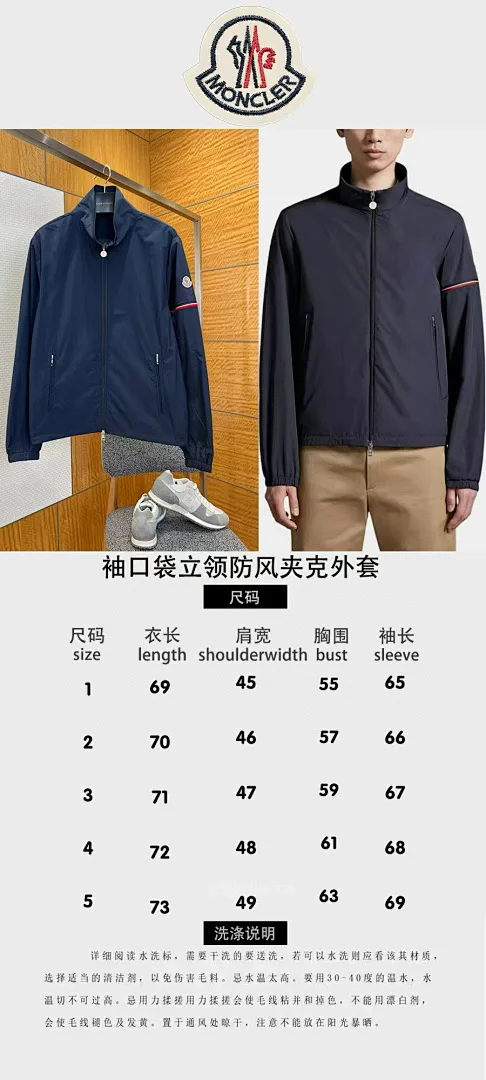 MONCLER
袖口袋立领防风夹克外套
尺码
尺码 衣长 肩宽 胸围 袖长
size length shoulderwidth bust sleeve
1 69 45 55 65
2 70 46 57 66
3 71 47 59 67
4 72 48 61 68
5 73 49 63 69
洗涤说明
详细阅读水洗标，需要干洗的要送洗，若可以水洗则应看该其材质，
选择适当的清洁剂，以免伤害毛料。忌水温太高。要用30-40度的温水，水
温切不可过高。忌用力揉搓用力揉搓会使毛线粘并和掉色，不能用漂白剂，
会使毛线褪色及发黄。置于通风处晾干，注意不能放在阳光暴晒。